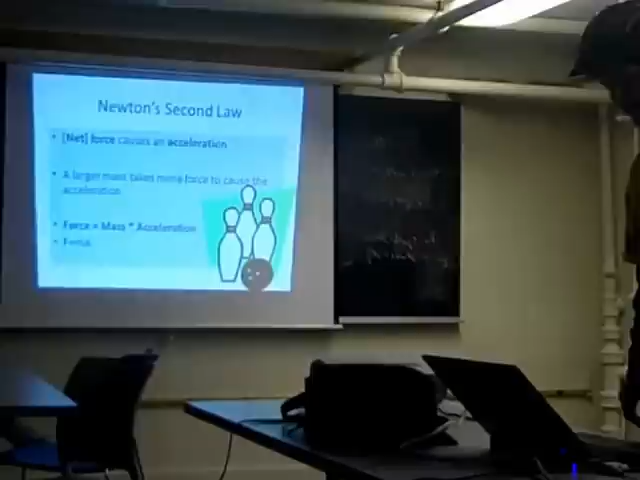 Newton's Second Law
• [Net] force causes an acceleration
• A larger mass takes more force to cause the
acceleration
• Force = Mass * Acceleration
• F=ma